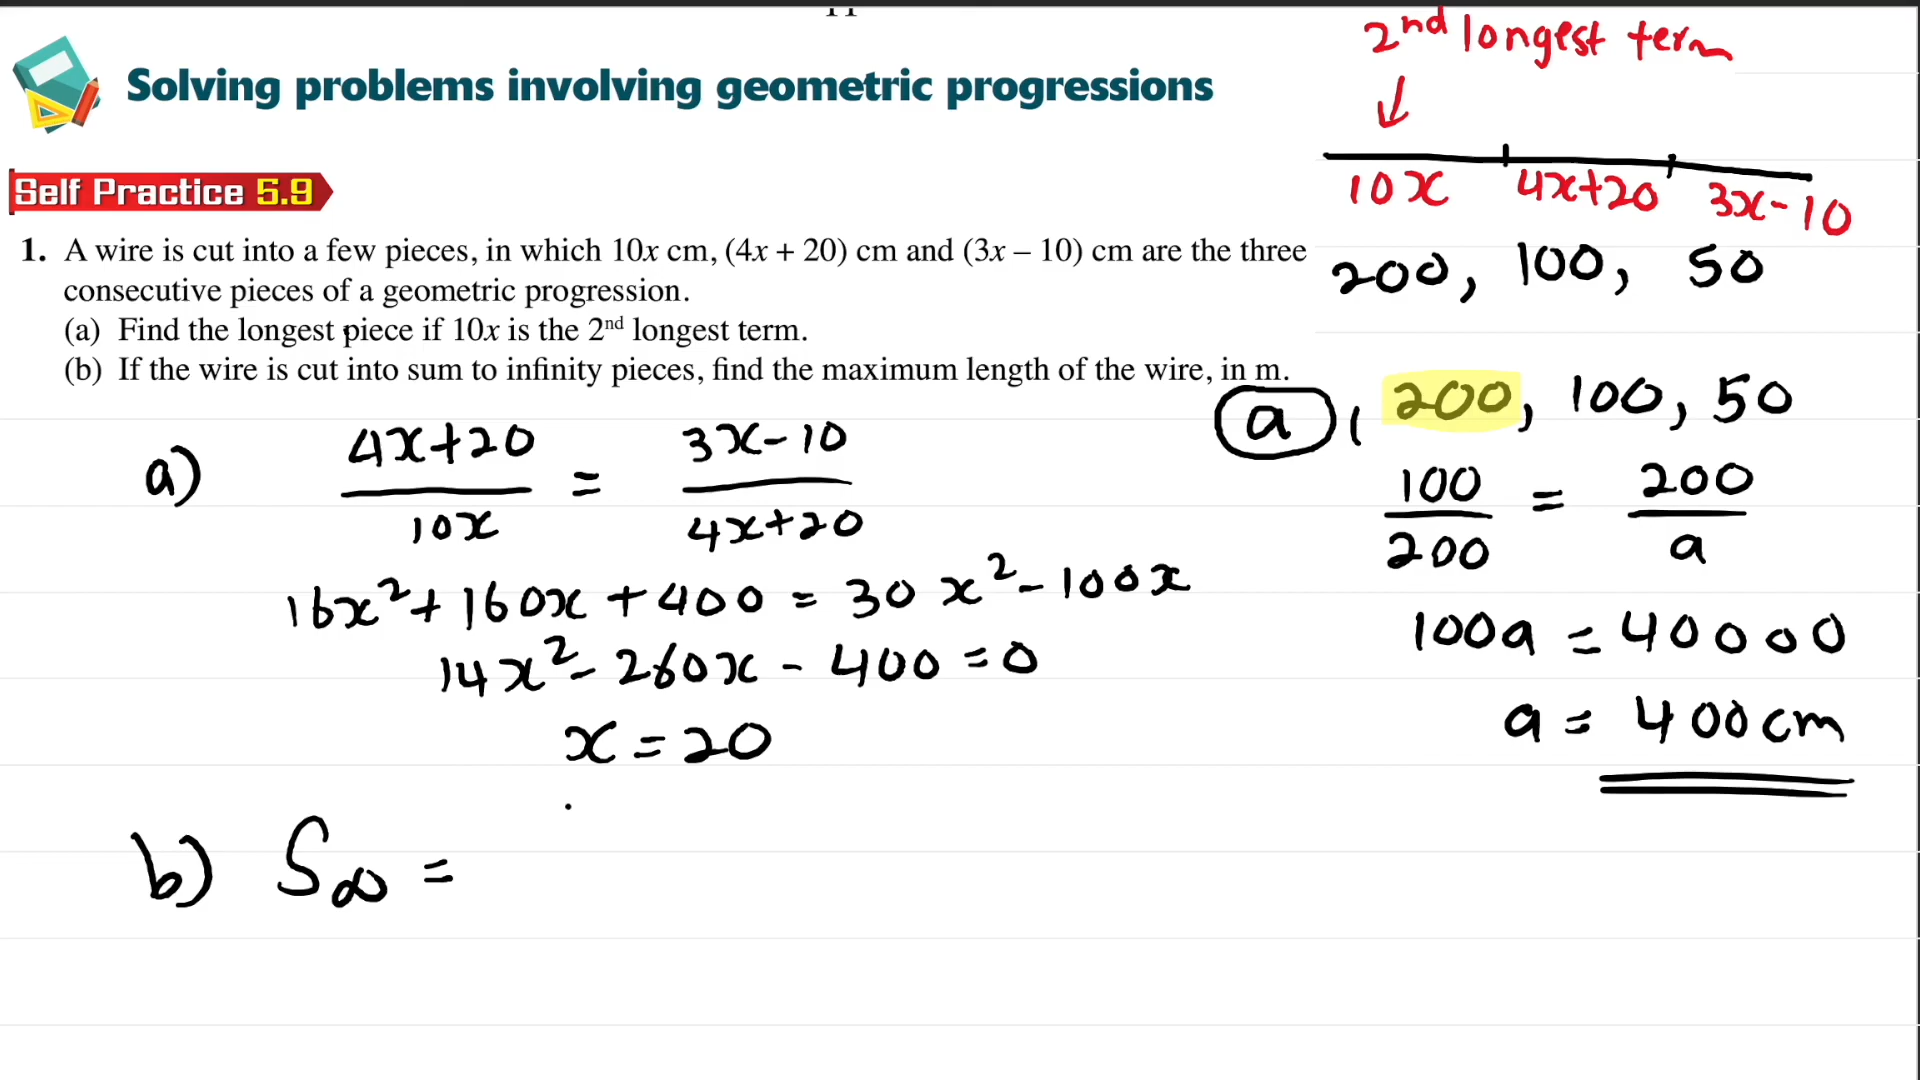 Solving problems involving geometric progressions
Self Practice 5.9
1. A wire is cut into a few pieces, in which 10x cm, (4x + 20) cm and (3x – 10) cm are the three
consecutive pieces of a geometric progression.
(a) Find the longest piece if 10x is the 2nd longest term.
(b) If the wire is cut into sum to infinity pieces, find the maximum length of the wire, in m.
2nd longest term
↓
10x 4x+20 3x-10
200, 100, 50
a) 4x+20/10x = 3x-10/4x+20
16x²+160x+400 = 30x²-100x
14x²-260x-400=0
x=20
b) S∞ =
a, 200, 100, 50
100/200 = 200/a
100a = 40000
a = 400cm